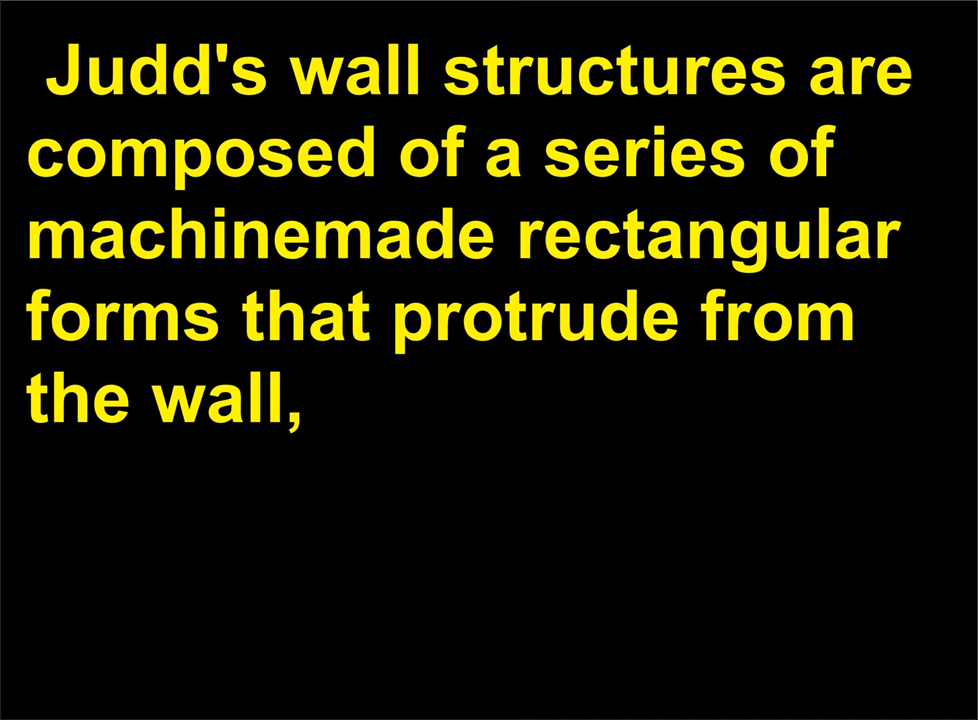 Judd's wall structures are
composed of a series of
machinemade rectangular
forms that protrude from
the wall,